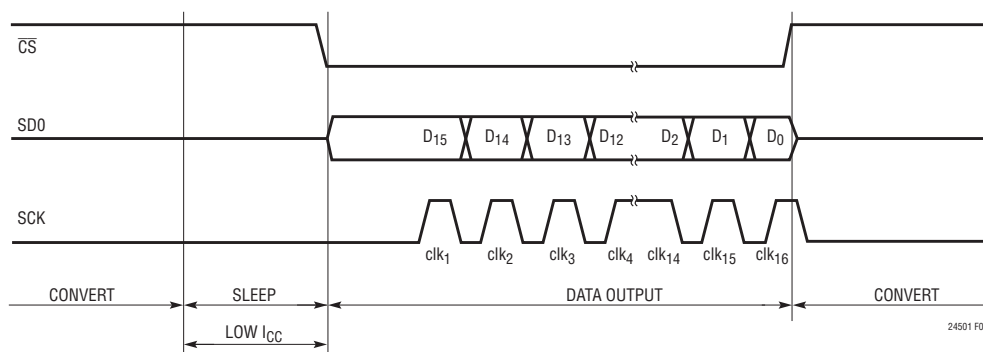 CS
SD0
D15 D14 D13 D12 D2 D1 D0
SCK
clk1 clk2 clk3 clk4 clk14 clk15 clk16
CONVERT SLEEP DATA OUTPUT CONVERT
LOW ICC
24501 F0